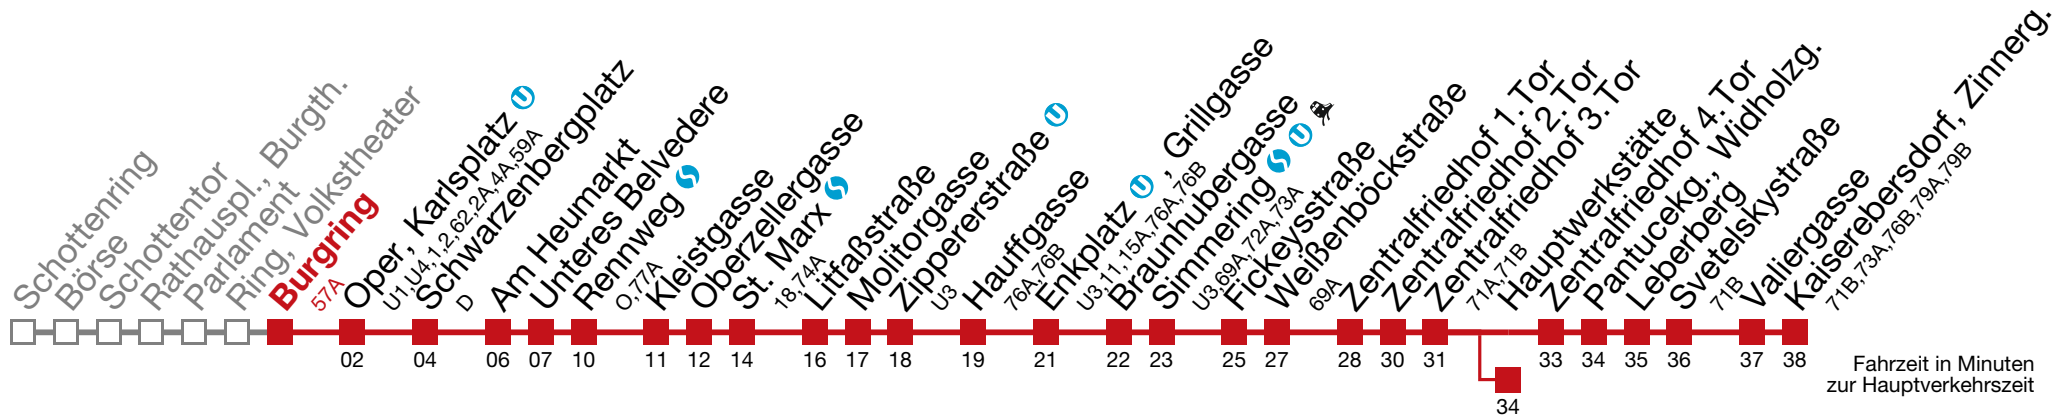 Schottenring
Börse
Schottentor
Rathauspl., Burgth.
Parlament
Ring, Volkstheater
Burgring
57A
Oper, Karlsplatz U
U1,U4,1,2,62,2A,4A,59A
Schwarzenbergplatz
D
Am Heumarkt
Unteres Belvedere
Rennweg S
O,77A
Kleistgasse
Oberzellergasse
St. Marx S
18,74A
Litfaßstraße
Molitorgasse
Zippererstraße U
U3
Hauffgasse
76A,76B
Enkplatz U , Grillgasse
U3,11,15A,76A,76B
Braunhubergasse
Simmering S U
U3,69A,72A,73A
Fickeysstraße
Weißenböckstraße
69A
Zentralfriedhof 1. Tor
Zentralfriedhof 2. Tor
Zentralfriedhof 3. Tor
71A,71B
Hauptwerkstätte
Zentralfriedhof 4. Tor
Pantucekg., Widholzg.
Leberberg
Svetelskystraße
71B
Valiergasse
Kaiserebersdorf, Zinnerg.
71B,73A,76B,79A,79B
02 04 06 07 10 11 12 14 16 17 18 19 21 22 23 25 27 28 30 31 33 34 35 36 37 38
34
Fahrzeit in Minuten
zur Hauptverkehrszeit